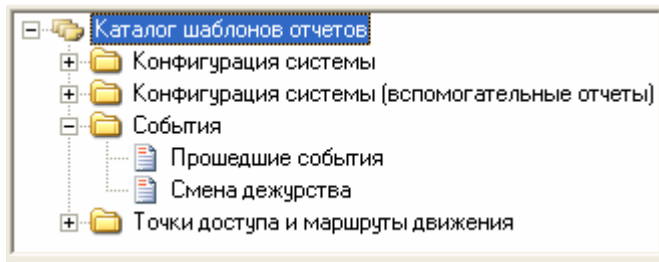 Каталог шаблонов отчетов
Конфигурация системы
Конфигурация системы (вспомогательные отчеты)
События
Прошедшие события
Смена дежурства
Точки доступа и маршруты движения